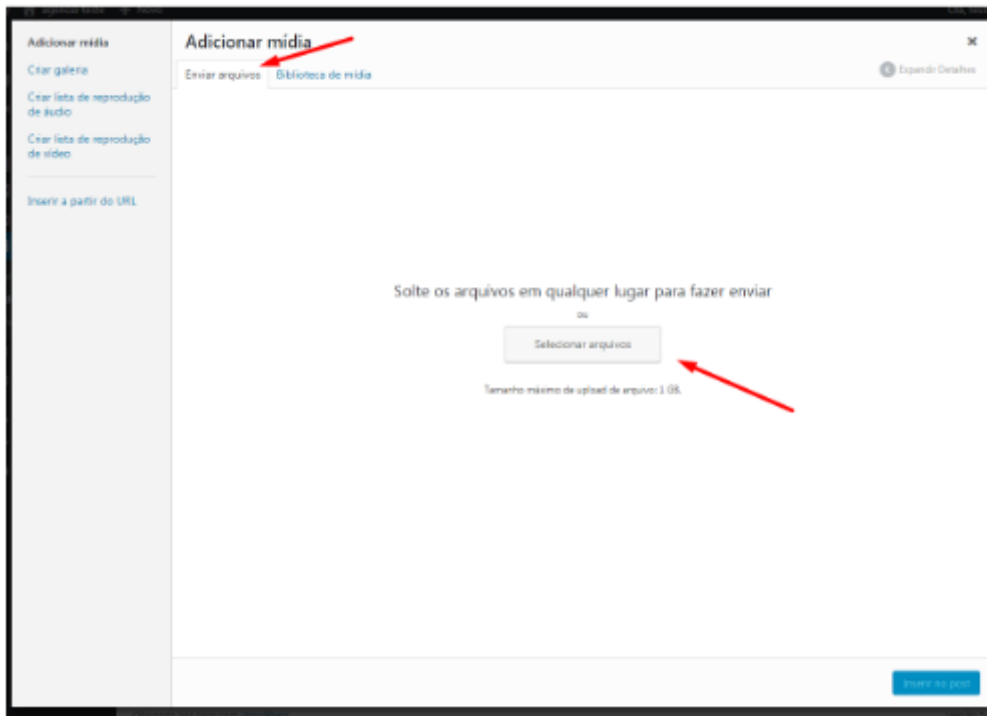 Novo
Adicionar mídia
Criar galeria
Criar lista de reprodução
de áudio
Criar lista de reprodução
de vídeo
Inserir a partir do URL
Adicionar mídia
Enviar arquivos
Biblioteca de mídia
Expandir Detalhes
Solte os arquivos em qualquer lugar para fazer enviar
ou
Selecionar arquivos
Tamanho máximo de upload de arquivo: 1 GB.
Inserir no post